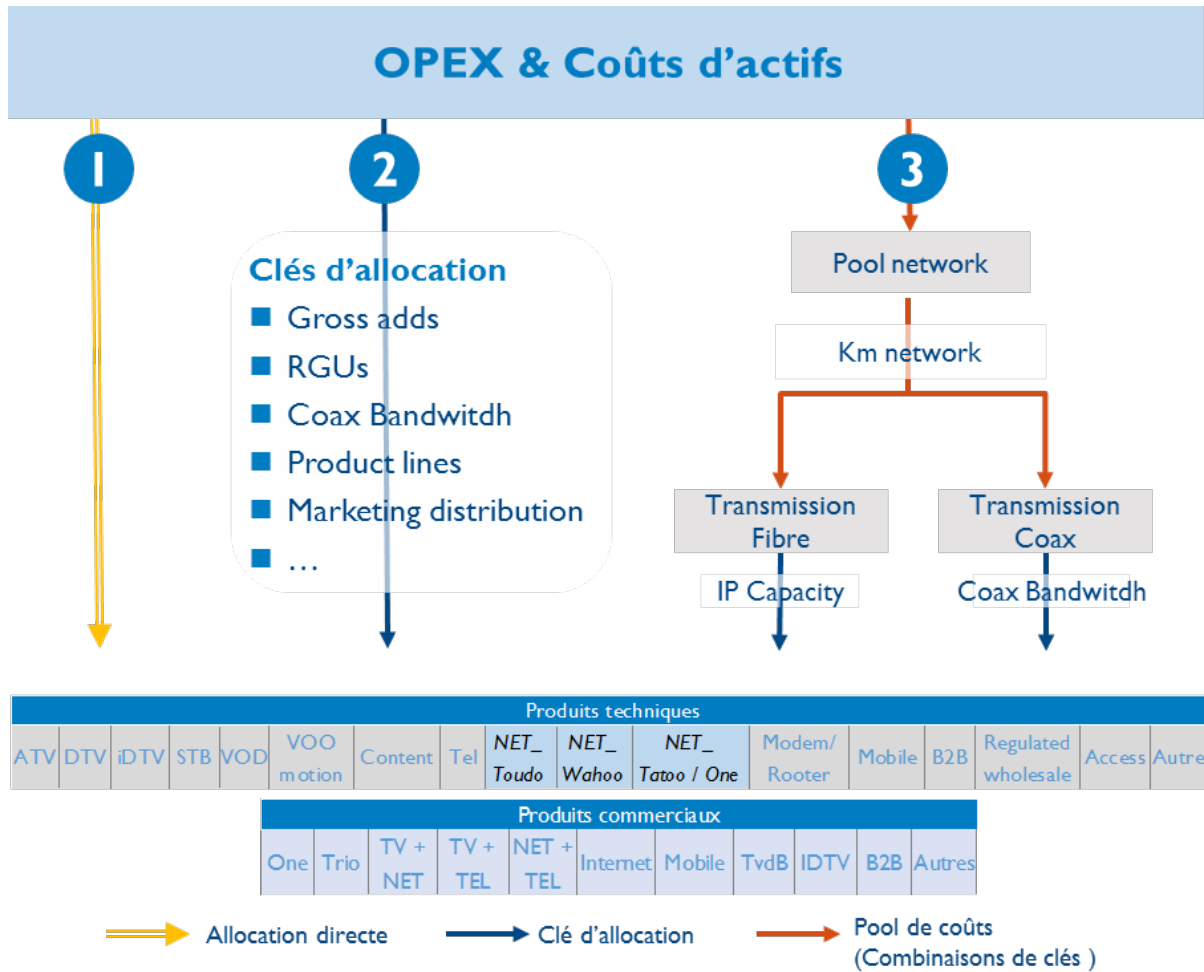 OPEX & Coûts d'actifs
1
2
3
Clés d'allocation
Gross adds
RGUs
Coax Bandwitdh
Product lines
Marketing distribution
...
Pool network
Km network
Transmission
Fibre
Transmission
Coax
IP Capacity
Coax Bandwitdh
Produits techniques
ATV
DTV
iDTV
STB
VOD
VOO
motion
Content
Tel
NET_
Toudo
NET_
Wahoo
NET_
Tatoo / One
Modem/
Rooter
Mobile
B2B
Regulated
wholesale
Access
Autre
Produits commerciaux
One
Trio
TV +
NET
TV +
TEL
NET +
TEL
Internet
Mobile
TvdB
IDTV
B2B
Autres
Allocation directe
Clé d'allocation
Pool de coûts
(Combinaisons de clés )